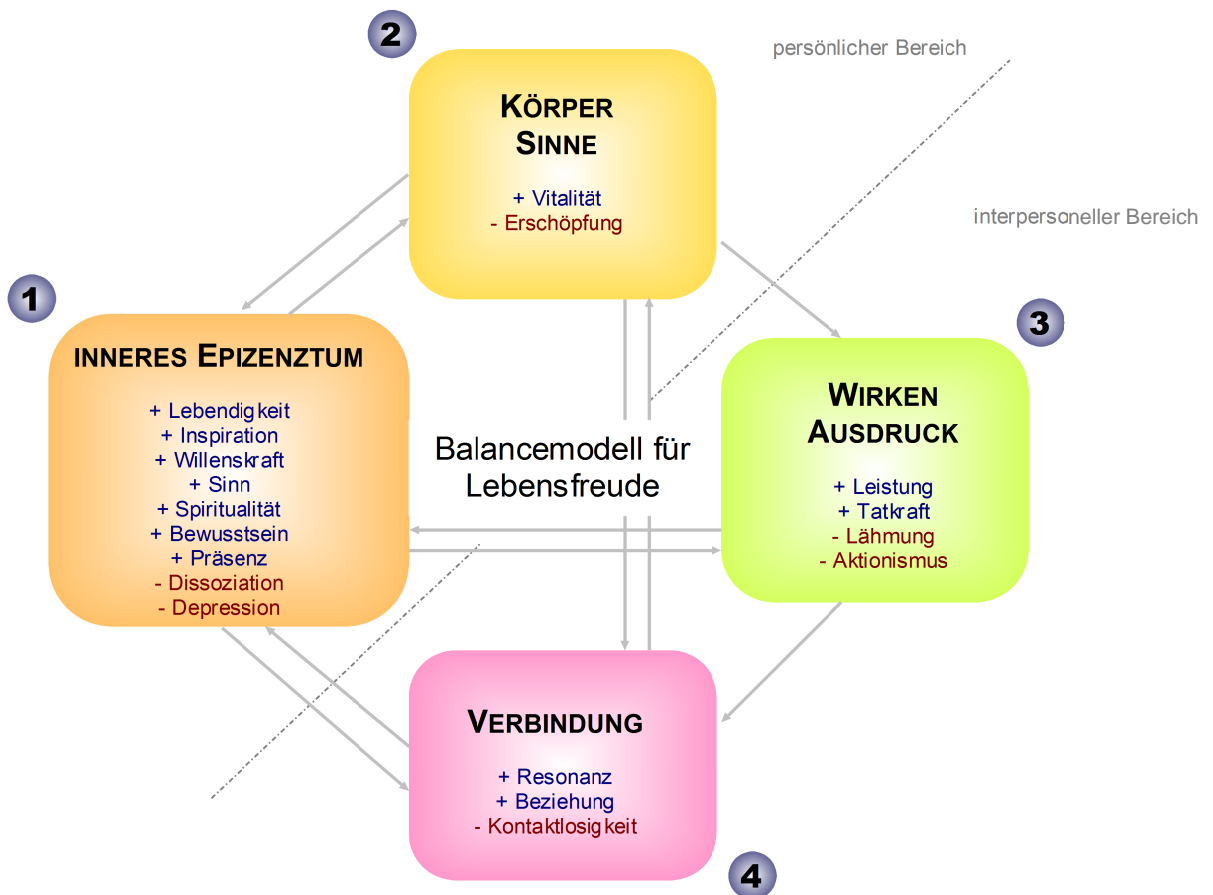 2
persönlicher Bereich
KÖRPER
SINNE
+ Vitalität
- Erschöpfung
interpersoneller Bereich
1
INNERES EPIZENZTUM
+ Lebendigkeit
+ Inspiration
+ Willenskraft
+ Sinn
+ Spiritualität
+ Bewusstsein
+ Präsenz
- Dissoziation
- Depression
Balancemodell für
Lebensfreude
3
WIRKEN
AUSDRUCK
+ Leistung
+ Tatkraft
- Lähmung
- Aktionismus
VERBINDUNG
+ Resonanz
+ Beziehung
- Kontaktlosigkeit
4